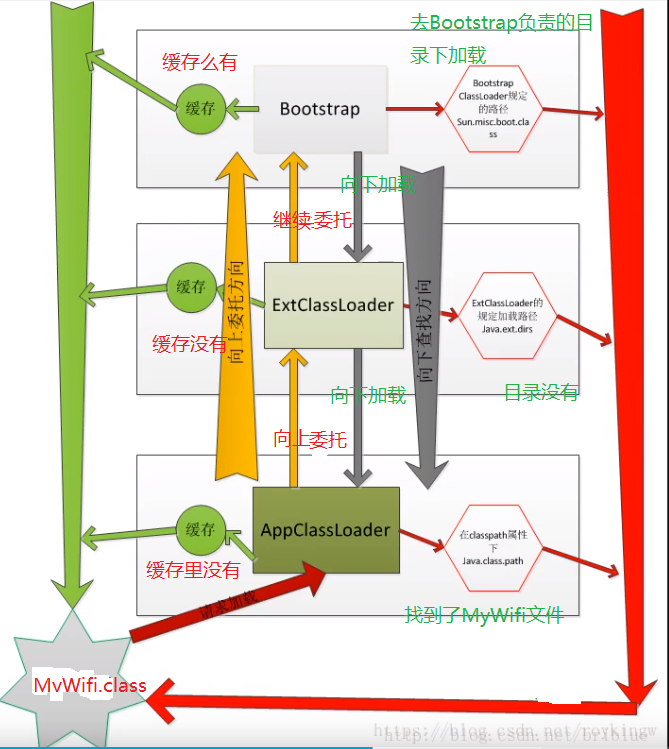 去Bootstrap负责的目
录下加载
缓存么有
缓存
Bootstrap
Bootstrap
ClassLoader规定
的路径
Sun.misc.boot.cla
ss
向下加载
继续委托
缓存
ExtClassLoader
ExtClassLoader的
规定加载路径
Java.ext.dirs
向上委托方向
向下查找方向
缓存没有
向下加载
目录没有
向上委托
缓存
AppClassLoader
在classpath属性
下
Java.class.path
缓存里没有
请求加载
找到了MyWifi文件
MvWifi.class